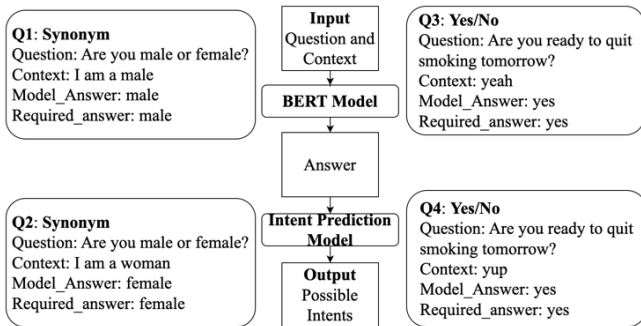 Q1: Synonym
Question: Are you male or female?
Context: I am a male
Model_Answer: male
Required_answer: male
Q2: Synonym
Question: Are you male or female?
Context: I am a woman
Model_Answer: female
Required_answer: female
Input
Question and
Context
BERT Model
Answer
Intent Prediction
Model
Output
Possible
Intents
Q3: Yes/No
Question: Are you ready to quit
smoking tomorrow?
Context: yeah
Model_Answer: yes
Required_answer: yes
Q4: Yes/No
Question: Are you ready to quit
smoking tomorrow?
Context: yup
Model_Answer: yes
Required_answer: yes